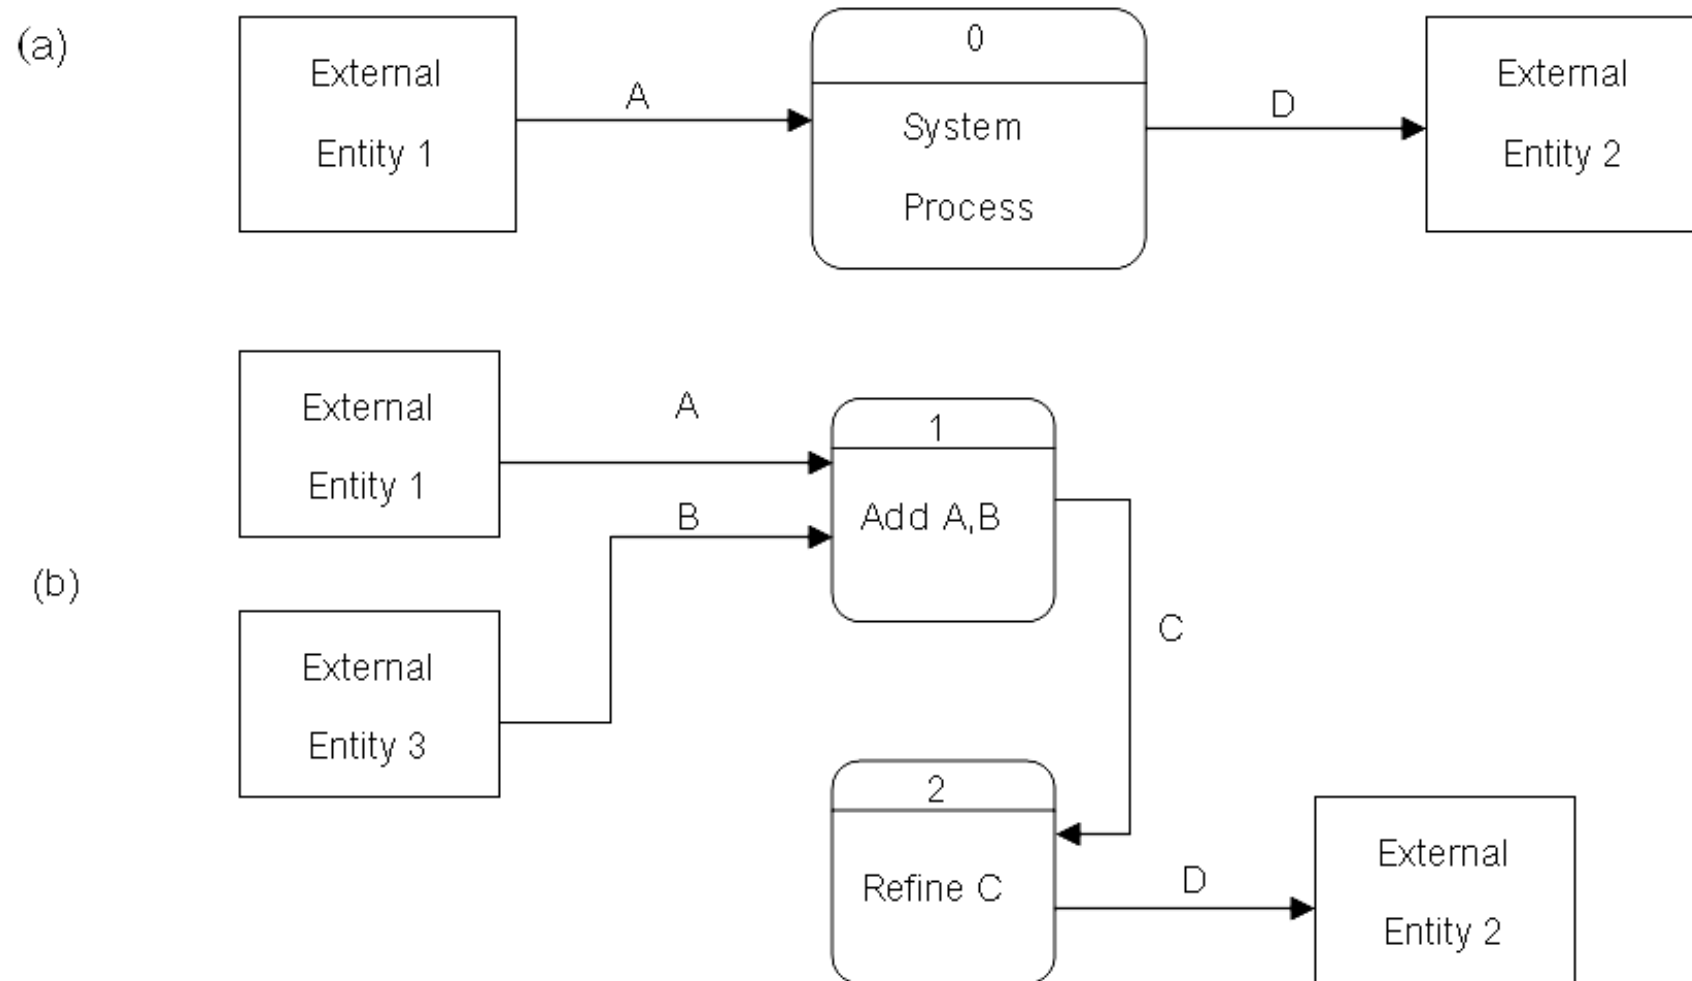 (a)
External
Entity 1
A
0
System
Process
D
External
Entity 2
(b)
External
Entity 1
A
B
External
Entity 3
1
Add A,B
C
2
Refine C
D
External
Entity 2